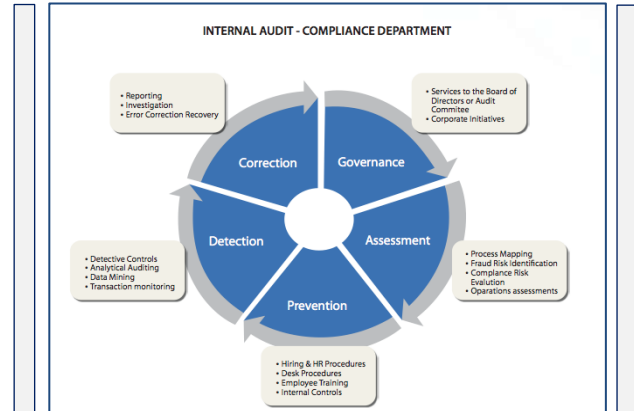 INTERNAL AUDIT - COMPLIANCE DEPARTMENT
• Reporting
• Investigation
• Error Correction Recovery
• Services to the Board of
Directors or Audit
Commitee
• Corporate Initiatives
Correction
Governance
Detection
Assessment
Prevention
• Detective Controls
• Analytical Auditing
• Data Mining
• Transaction monitoring
• Process Mapping
• Fraud Risk Identification
• Complance Risk
Evalution
• Oparations assessments
• Hiring & HR Procedures
• Desk Procedures
• Employee Training
• Internal Controls